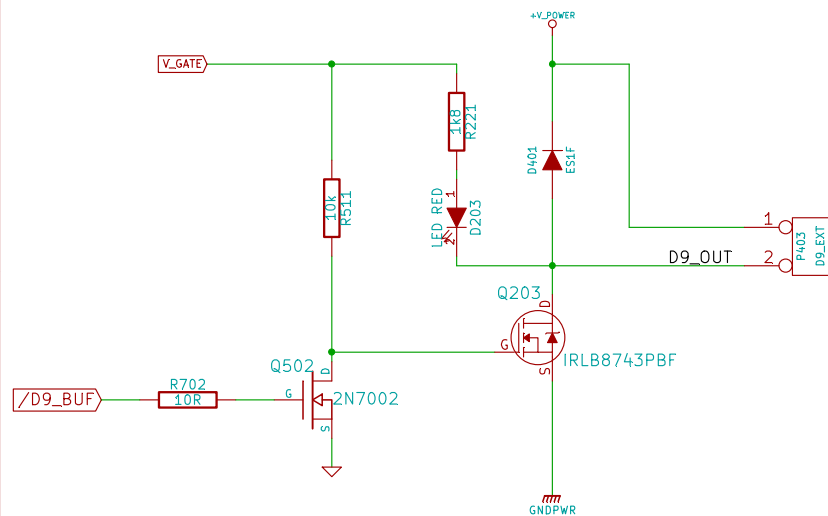 +V_POWER
V_GATE
1k8
R221
D401
ES1F
10k
R511
LED RED
1
2
D203
1
2
P403
D9_EXT
D9_OUT
Q203
D
G
S
IRLB8743PBF
Q502
D
G
S
2N7002
R702
10R
/D9_BUF
GNDPWR